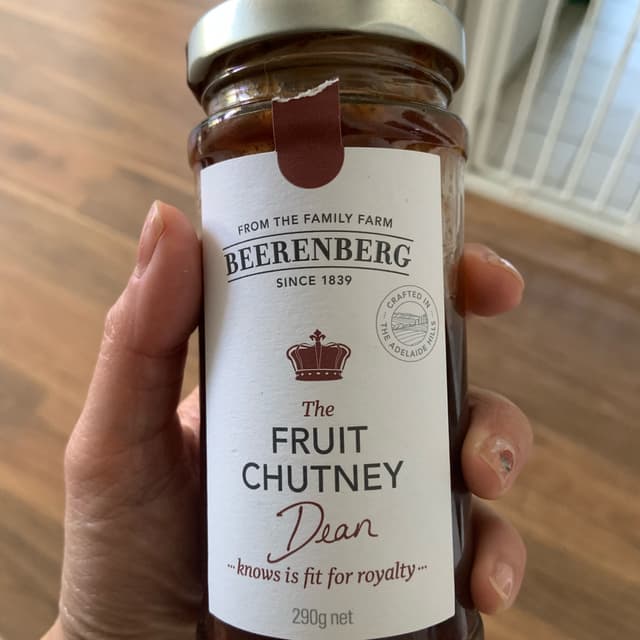 FROM THE FAMILY FARM
BEERENBERG
SINCE 1839
CRAFTED IN
THE ADELAIDE HILLS
The
FRUIT
CHUTNEY
Dean
...knows is fit for royalty...
290g net